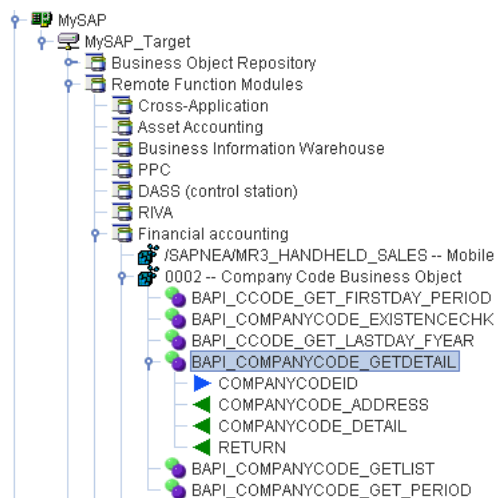 MySAP
MySAP_Target
Business Object Repository
Remote Function Modules
Cross-Application
Asset Accounting
Business Information Warehouse
PPC
DASS (control station)
RIVA
Financial accounting
/SAPNEA/MR3_HANDHELD_SALES -- Mobile
0002 -- Company Code Business Object
BAPI_CCODE_GET_FIRSTDAY_PERIOD
BAPI_COMPANYCODE_EXISTENCECHK
BAPI_CCODE_GET_LASTDAY_FYEAR
BAPI_COMPANYCODE_GETDETAIL
COMPANYCODEID
COMPANYCODE_ADDRESS
COMPANYCODE_DETAIL
RETURN
BAPI_COMPANYCODE_GETLIST
BAPI_COMPANYCODE_GET_PERIOD